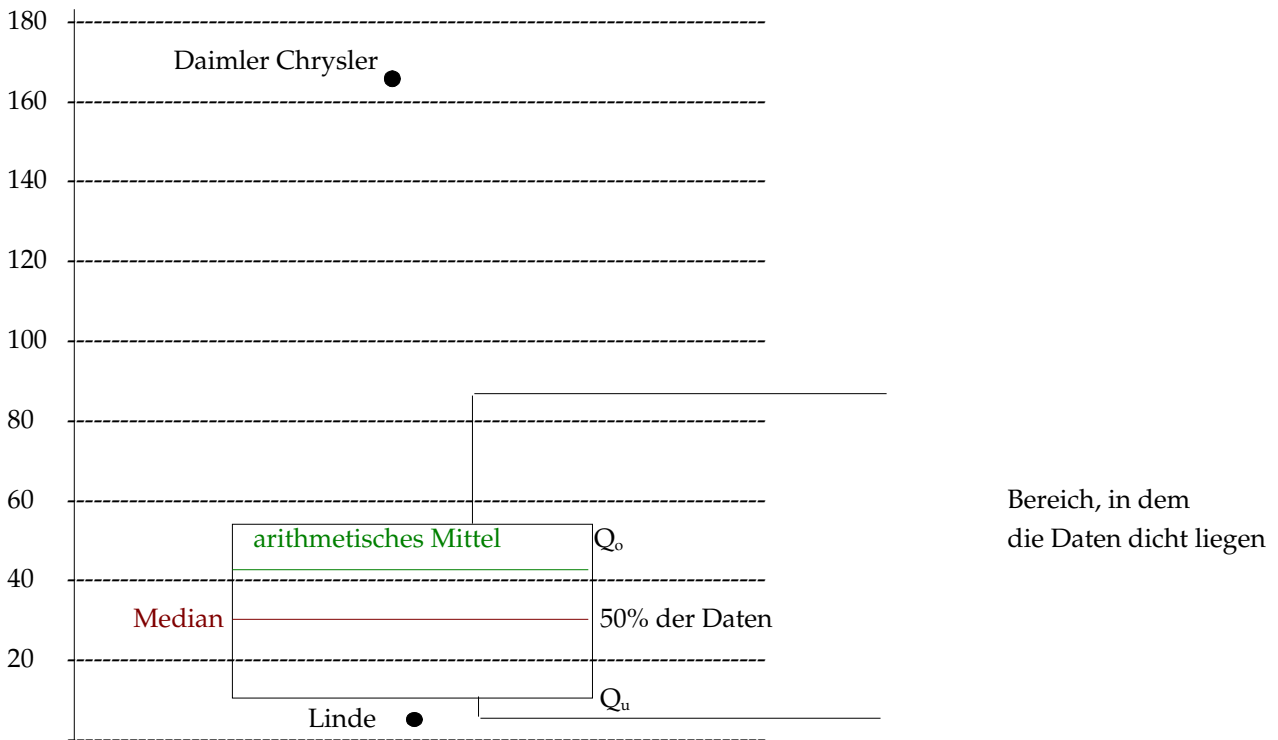 180
Daimler Chrysler
160
140
120
100
80
60
Bereich, in dem
arithmetisches Mittel
Qo
die Daten dicht liegen
40
Median
50% der Daten
20
Qu
Linde